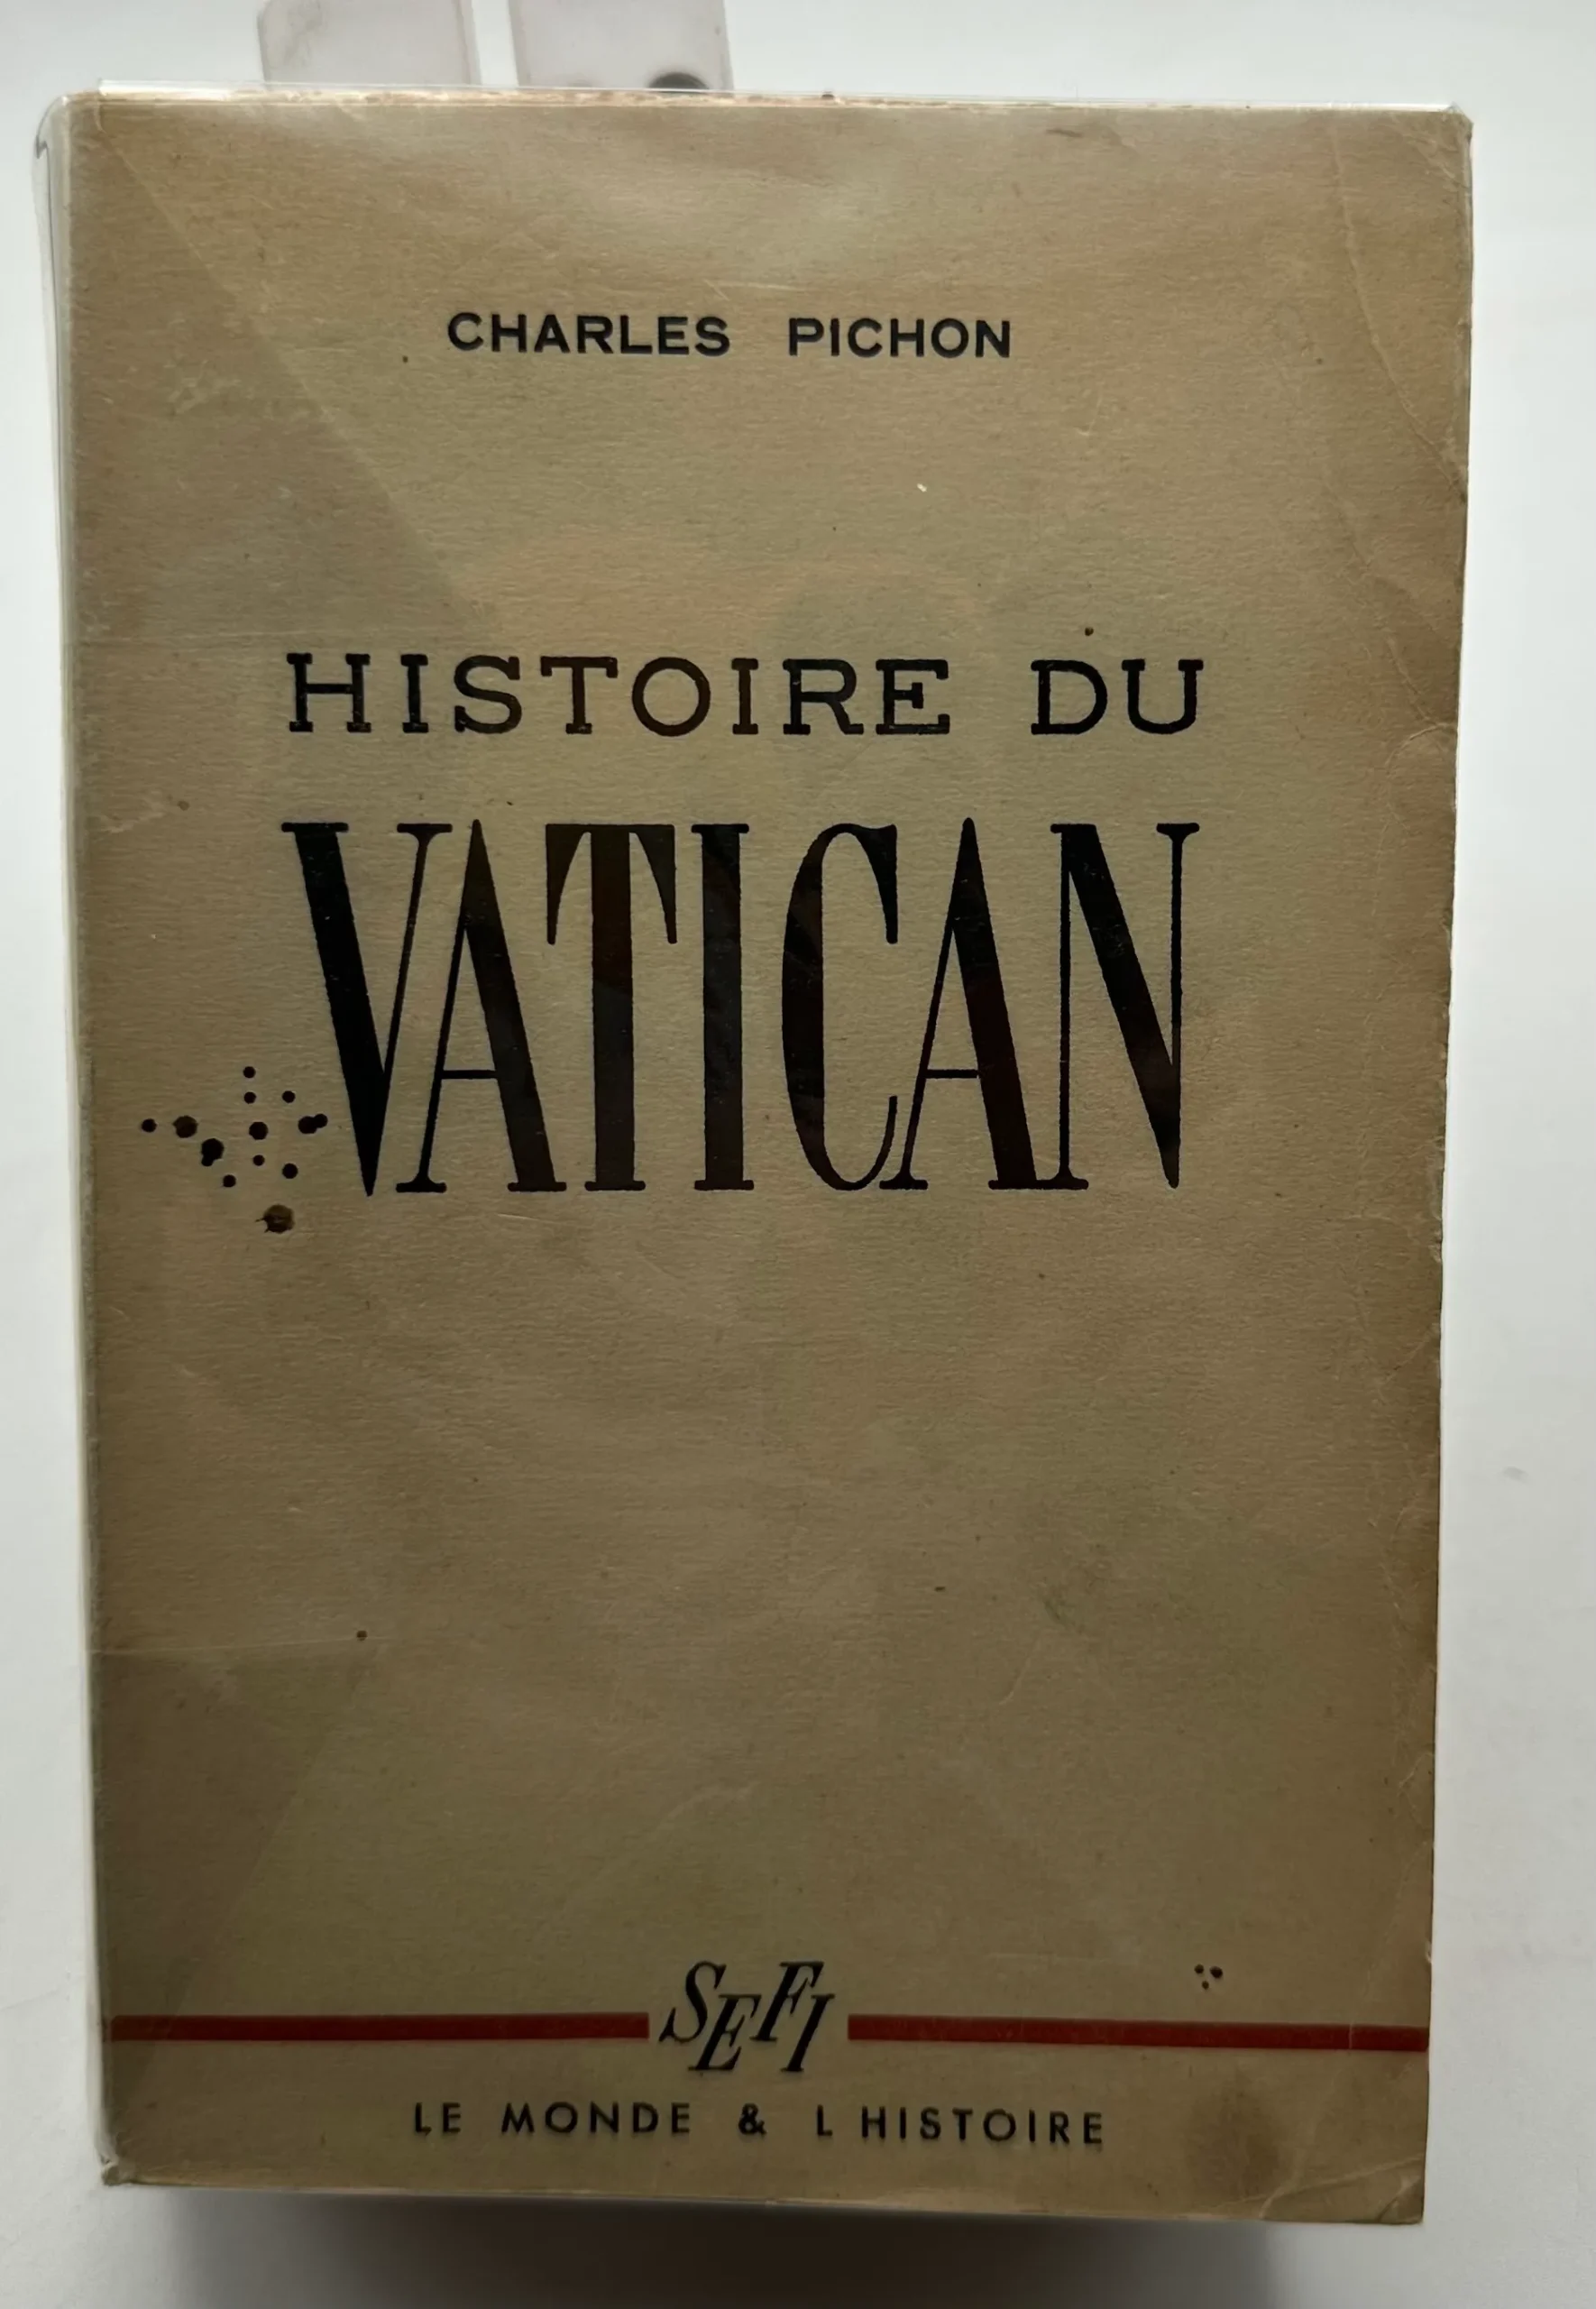 CHARLES PICHON
HISTOIRE DU
VATICAN
SEFI
LE MONDE & L HISTOIRE